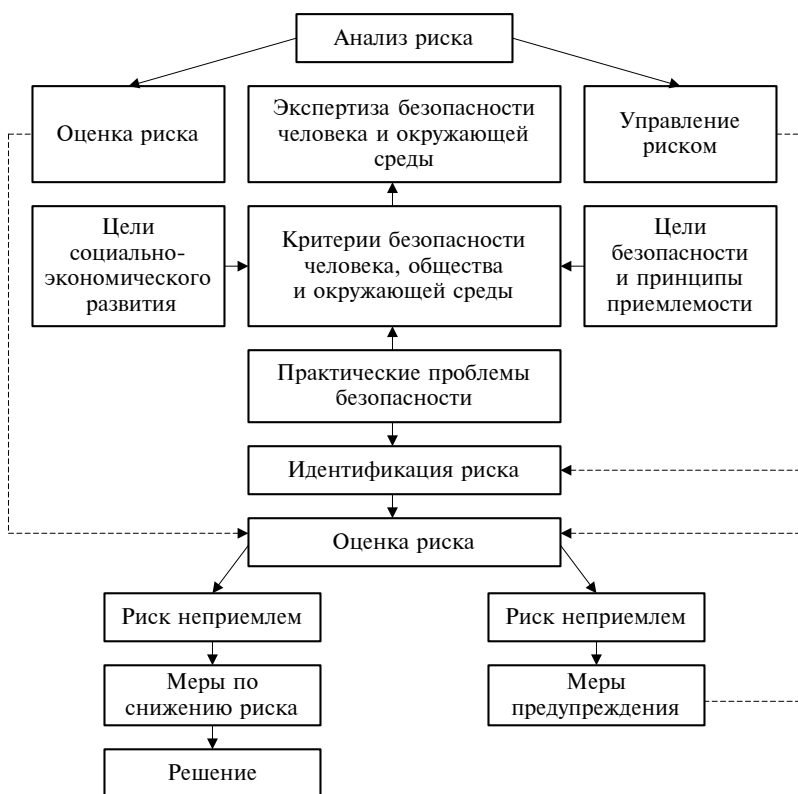 Анализ риска
Оценка риска
Экспертиза безопасности
человека и окружающей
среды
Управление
риском
Цели
социально-
экономического
развития
Критерии безопасности
человека, общества
и окружающей среды
Цели
безопасности
и принципы
приемлемости
Практические проблемы
безопасности
Идентификация риска
Оценка риска
Риск неприемлем
Риск неприемлем
Меры по
снижению риска
Меры
предупреждения
Решение